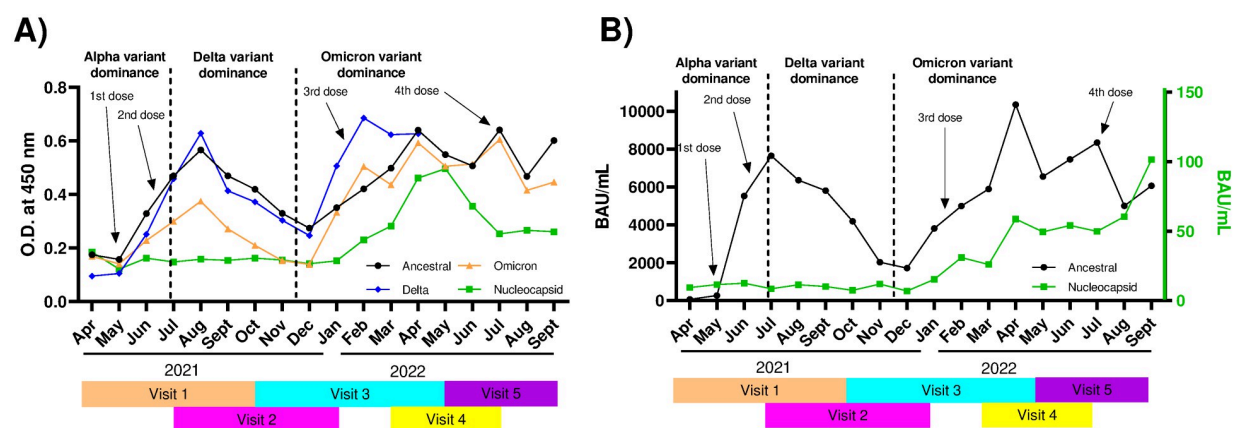 A)
Alpha variant
dominance
Delta variant
dominance
Omicron variant
dominance
1st dose
2nd dose
3rd dose
4th dose
O.D. at 450 nm
0.8
0.6
0.4
0.2
0.0
Ancestral
Omicron
Delta
Nucleocapsid
Apr May Jun Jul Aug Sept Oct Nov Dec Jan Feb Mar Apr May Jun Jul Aug Sept
2021 2022
Visit 1 Visit 3 Visit 5
Visit 2 Visit 4
B)
Alpha variant
dominance
Delta variant
dominance
Omicron variant
dominance
1st dose
2nd dose
3rd dose
4th dose
BAU/mL
10000
8000
6000
4000
2000
0
150
100
50
0
BAU/mL
Ancestral
Nucleocapsid
Apr May Jun Jul Aug Sept Oct Nov Dec Jan Feb Mar Apr May Jun Jul Aug Sept
2021 2022
Visit 1 Visit 3 Visit 5
Visit 2 Visit 4